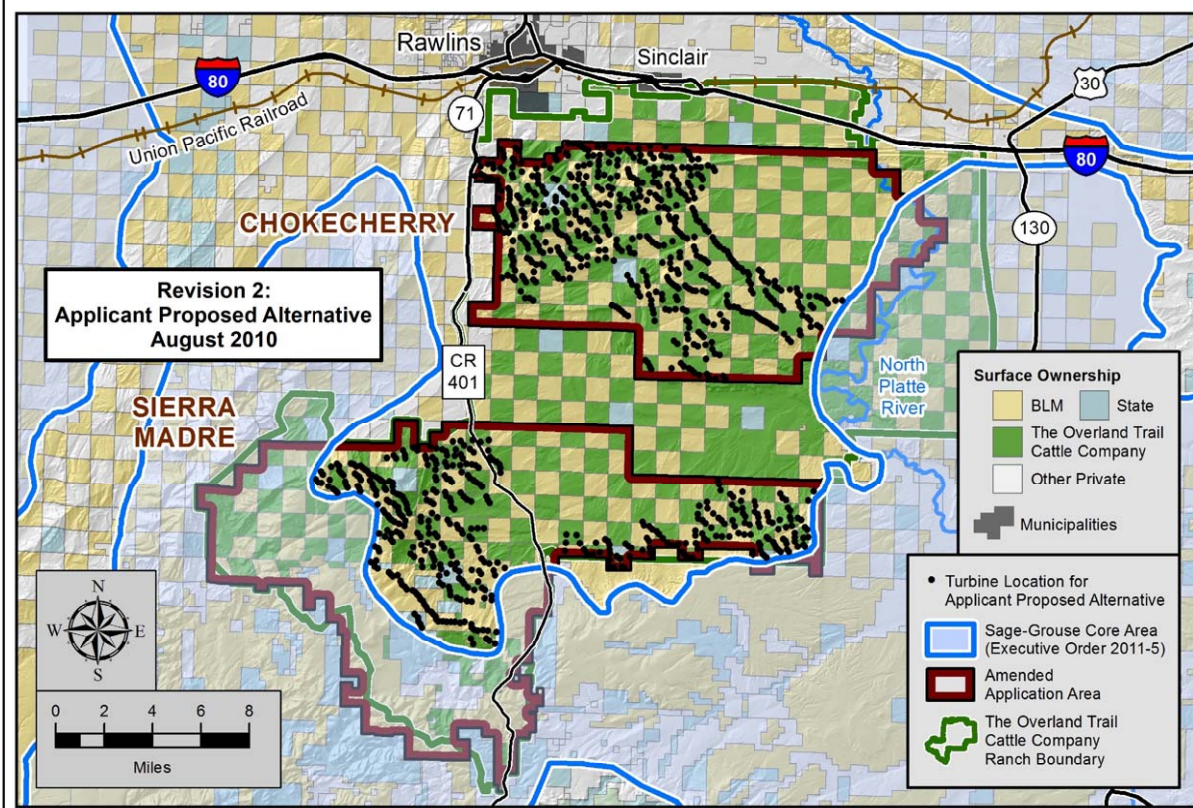 Rawlins
Sinclair
80
30
Union Pacific Railroad
71
80
CHOKECHERRY
130
Revision 2:
Applicant Proposed Alternative
August 2010
CR
401
North
Platte
River
SIERRA
MADRE
Surface Ownership
BLM
State
The Overland Trail
Cattle Company
Other Private
Municipalities
N
W
E
S
0 2 4 6 8
Miles
Turbine Location for
Applicant Proposed Alternative
Sage-Grouse Core Area
(Executive Order 2011-5)
Amended
Application Area
The Overland Trail
Cattle Company
Ranch Boundary